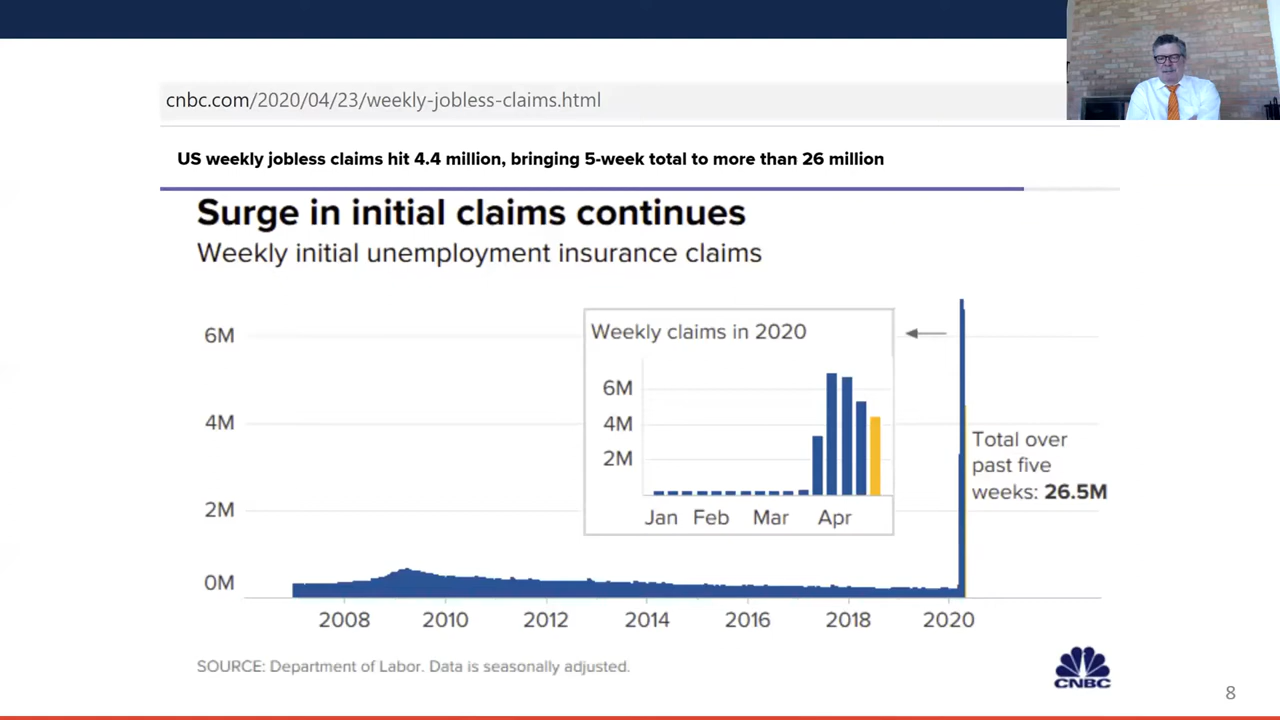 cnbc.com/2020/04/23/weekly-jobless-claims.html
US weekly jobless claims hit 4.4 million, bringing 5-week total to more than 26 million
Surge in initial claims continues
Weekly initial unemployment insurance claims
6M
4M
2M
0M
Weekly claims in 2020
6M
4M
2M
Jan Feb Mar Apr
Total over
past five
weeks: 26.5M
2008 2010 2012 2014 2016 2018 2020
SOURCE: Department of Labor. Data is seasonally adjusted.
CNBC
8